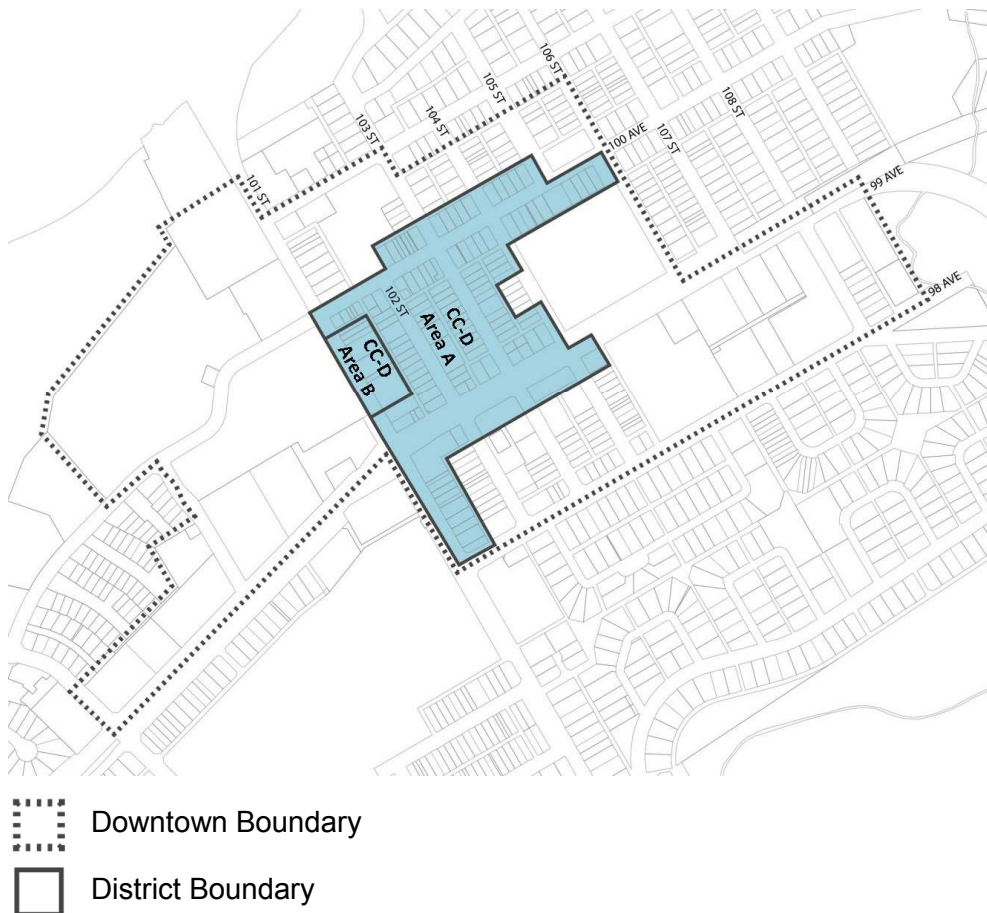 106 ST
105 ST
104 ST
103 ST
100 AVE
108 ST
107 ST
101 ST
99 AVE
98 AVE
102 ST
CC-D
Area A
CC-D
Area B
Downtown Boundary
District Boundary